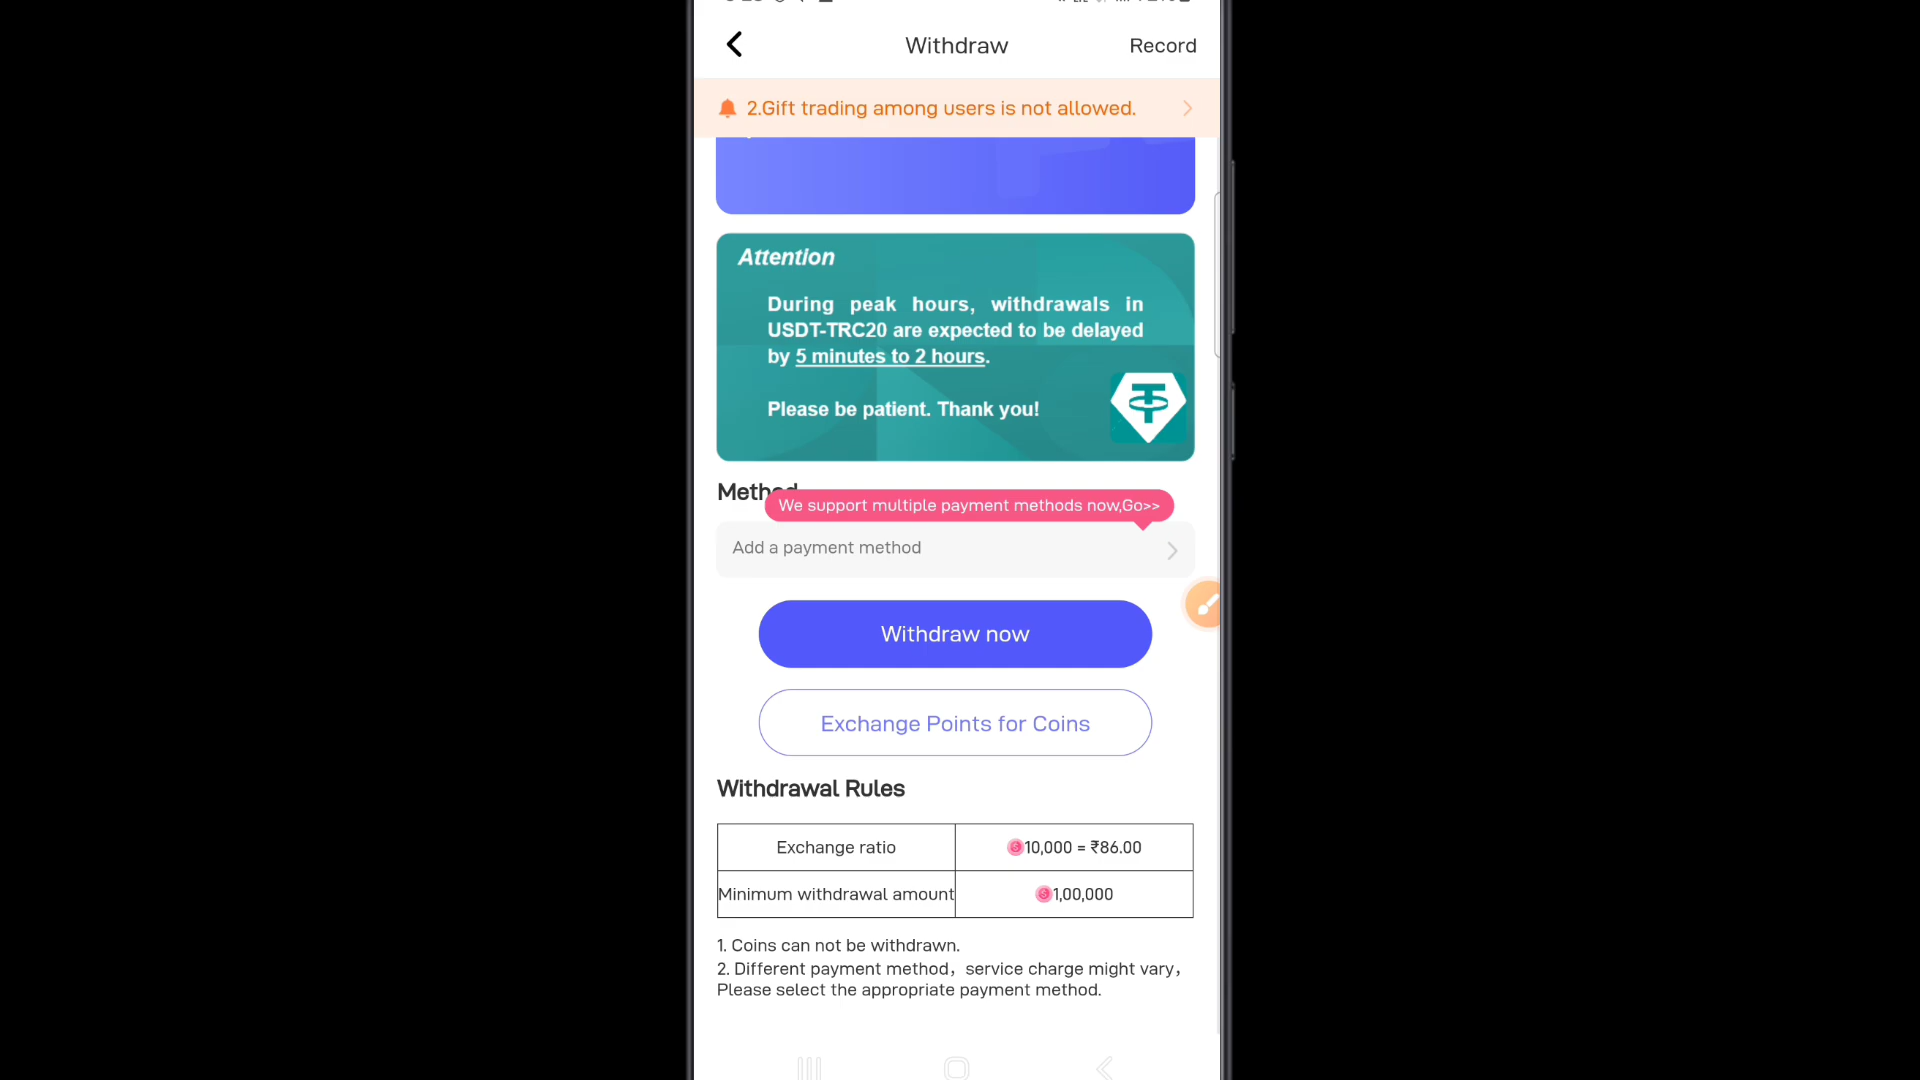 Withdraw
Record
2.Gift trading among users is not allowed.
Attention
During peak hours, withdrawals in
USDT-TRC20 are expected to be delayed
by 5 minutes to 2 hours.
Please be patient. Thank you!
Method
We support multiple payment methods now,Go>>
Add a payment method
Withdraw now
Exchange Points for Coins
Withdrawal Rules
Exchange ratio
10,000 = ₹86.00
Minimum withdrawal amount
1,00,000
1. Coins can not be withdrawn.
2. Different payment method，service charge might vary，
Please select the appropriate payment method.